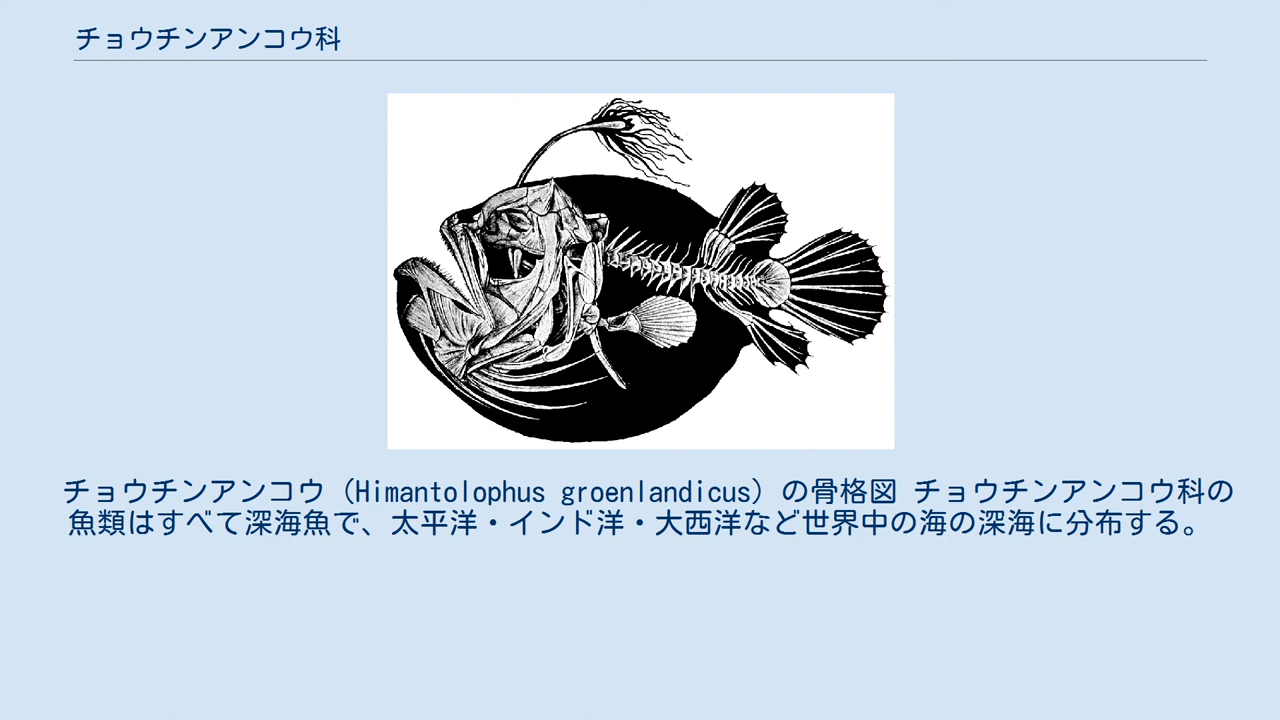 チョウチンアンコウ科
チョウチンアンコウ（Himantolophus groenlandicus）の骨格図 チョウチンアンコウ科の
魚類はすべて深海魚で、太平洋・インド洋・大西洋など世界中の海の深海に分布する。